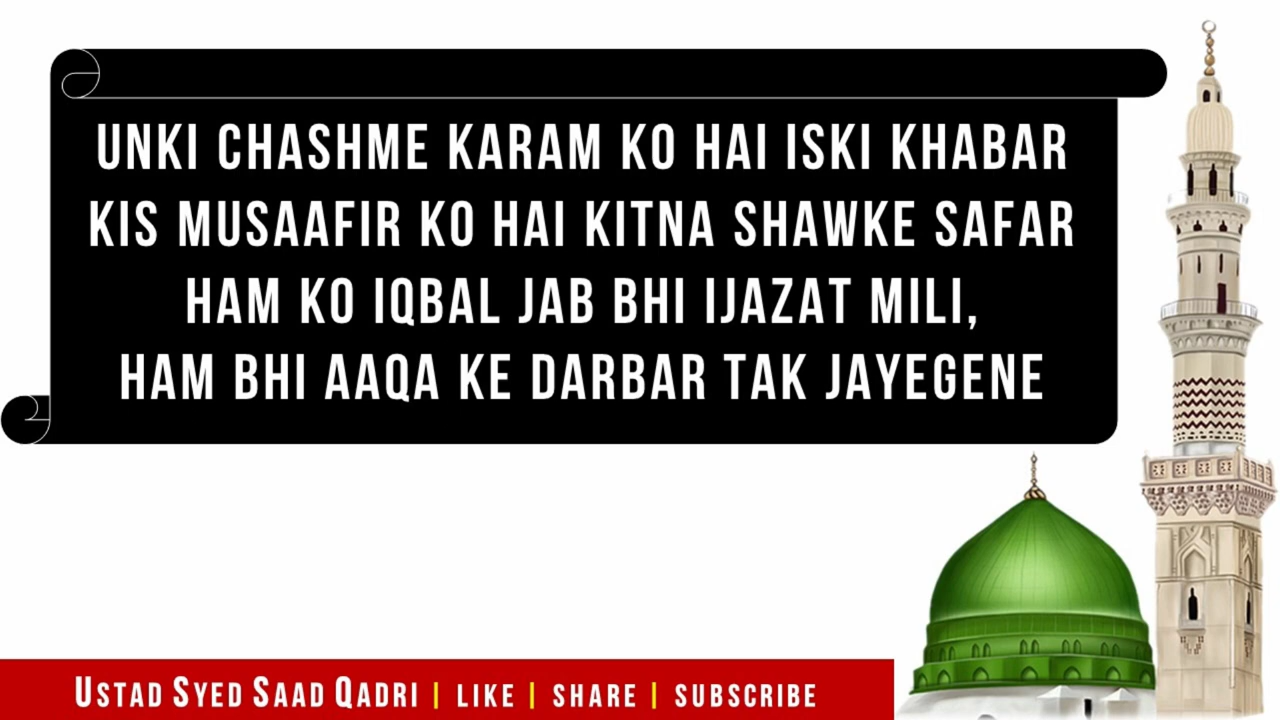 UNKI CHASHME KARAM KO HAI ISKI KHABAR
KIS MUSAAFIR KO HAI KITNA SHAWKE SAFAR
HAM KO IQBAL JAB BHI IJAZAT MILI,
HAM BHI AAQA KE DARBAR TAK JAYEGENE
USTAD SYED SAAD QADRI | LIKE | SHARE | SUBSCRIBE